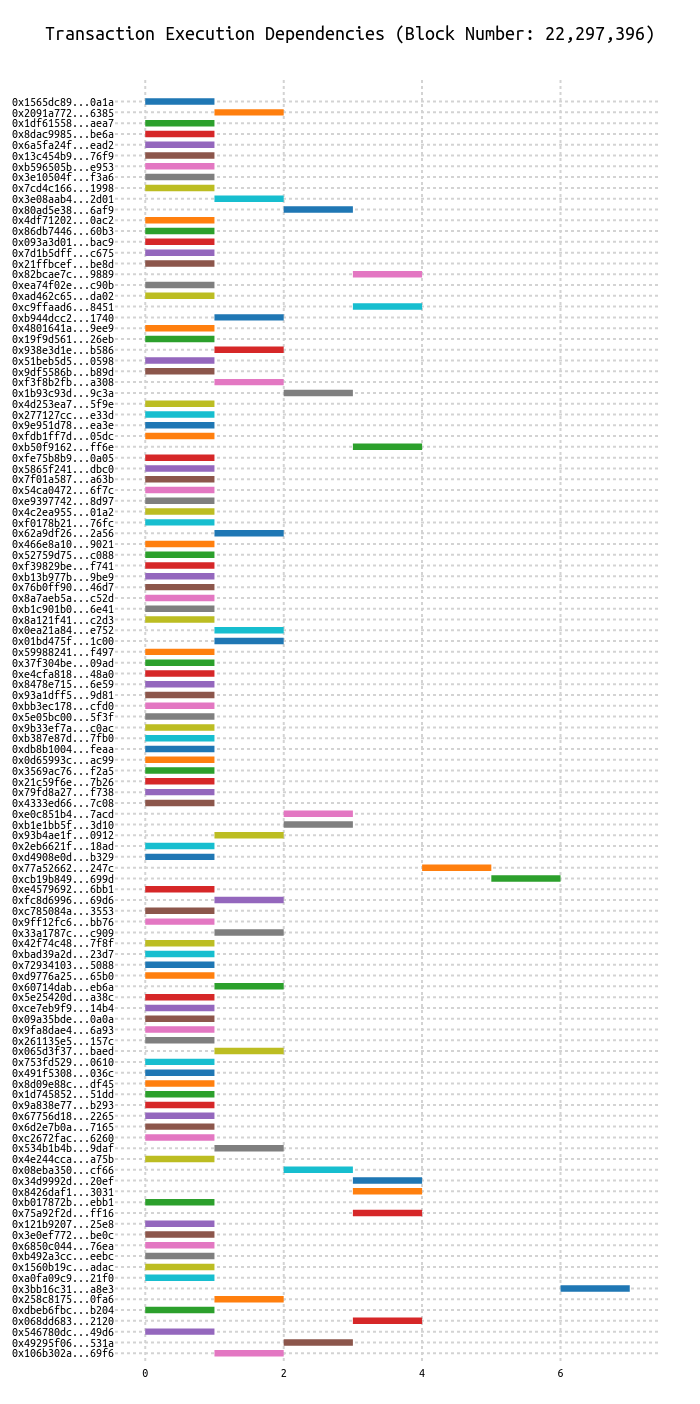 Transaction Execution Dependencies (Block Number: 22,297,396)
0x1565dc89...0a1a
0x2091a772...6385
0x1df61558...aea7
0x8dac9985...be6a
0x6a5fa24f...ead2
0x13c454b9...76f9
0xb596505b...e953
0x3e10504f...f3a6
0x7cd4c166...1998
0x3e08aab4...2d01
0x80ad5e38...6af9
0x4df71202...0ac2
0x86db7446...60b3
0x093a3d01...bac9
0x7d1b5dff...c675
0x21ffbcef...be8d
0x82bcae7c...9889
0xea74f02e...c90b
0xad462c65...da02
0xc9ffaad6...8451
0xb944dcc2...1740
0x4801641a...9ee9
0x19f9d561...26eb
0x938e3d1e...b586
0x51beb5d5...0598
0x9df5586b...b89d
0xf3f8b2fb...a308
0x1b93c93d...9c3a
0x4d253ea7...5f9e
0x277127cc...e33d
0x9e951d78...ea3e
0xfdb1ff7d...05dc
0xb50f9162...ff6e
0xfe75b8b9...0a05
0x5865f241...dbc0
0x7f01a587...a63b
0x54ca0472...6f7c
0xe9397742...8d97
0x4c2ea955...01a2
0xf0178b21...76fc
0x62a9df26...2a56
0x466e8a10...9021
0x52759d75...c088
0xf39829be...f741
0xb13b977b...9be9
0x76b0ff90...46d7
0x8a7aeb5a...c52d
0xb1c901b0...6e41
0x8a121f41...c2d3
0x0ea21a84...e752
0x01bd475f...1c00
0x59988241...f497
0x37f304be...09ad
0xe4cfa818...48a0
0x8478e715...6e59
0x93a1dff5...9d81
0xbb3ec178...cfd0
0x5e05bc00...5f3f
0x9b33ef7a...c0ac
0xb387e87d...7fb0
0xdb8b1004...feaa
0x0d65993c...ac99
0x3569ac76...f2a5
0x21c59f6e...7b26
0x79fd8a27...f738
0x4333ed66...7c08
0xe0c851b4...7acd
0xb1e1bb5f...3d10
0x93b4ae1f...0912
0x2eb6621f...18ad
0xd4908e0d...b329
0x77a52662...247c
0xcb19b849...699d
0xe4579692...6bb1
0xfc8d6996...69d6
0xc785084a...3553
0x9ff12fc6...bb76
0x33a1787c...c909
0x42f74c48...7f8f
0xbad39a2d...23d7
0x72934103...5088
0xd9776a25...65b0
0x60714dab...eb6a
0x5e25420d...a38c
0xce7eb9f9...14b4
0x09a35bde...0a0a
0x9fa8dae4...6a93
0x261135e5...157c
0x065d3f37...baed
0x753fd529...0610
0x491f5308...036c
0x8d09e88c...df45
0x1d745852...51dd
0x9a838e77...b293
0x67756d18...2265
0x6d2e7b0a...7165
0xc2672fac...6260
0x534b1b4b...9daf
0x4e244cca...a75b
0x08eba350...cf66
0x34d9992d...20ef
0x8426daf1...3031
0xb017872b...ebb1
0x75a92f2d...ff16
0x121b9207...25e8
0x3e0ef772...be0c
0x6850c044...76ea
0xb492a3cc...eebc
0x1560b19c...adac
0xa0fa09c9...21f0
0x3bb16c31...a8e3
0x258c8175...0fa6
0xdbeb6fbc...b204
0x068dd683...2120
0x546780dc...49d6
0x49295f06...531a
0x106b302a...69f6
0 2 4 6